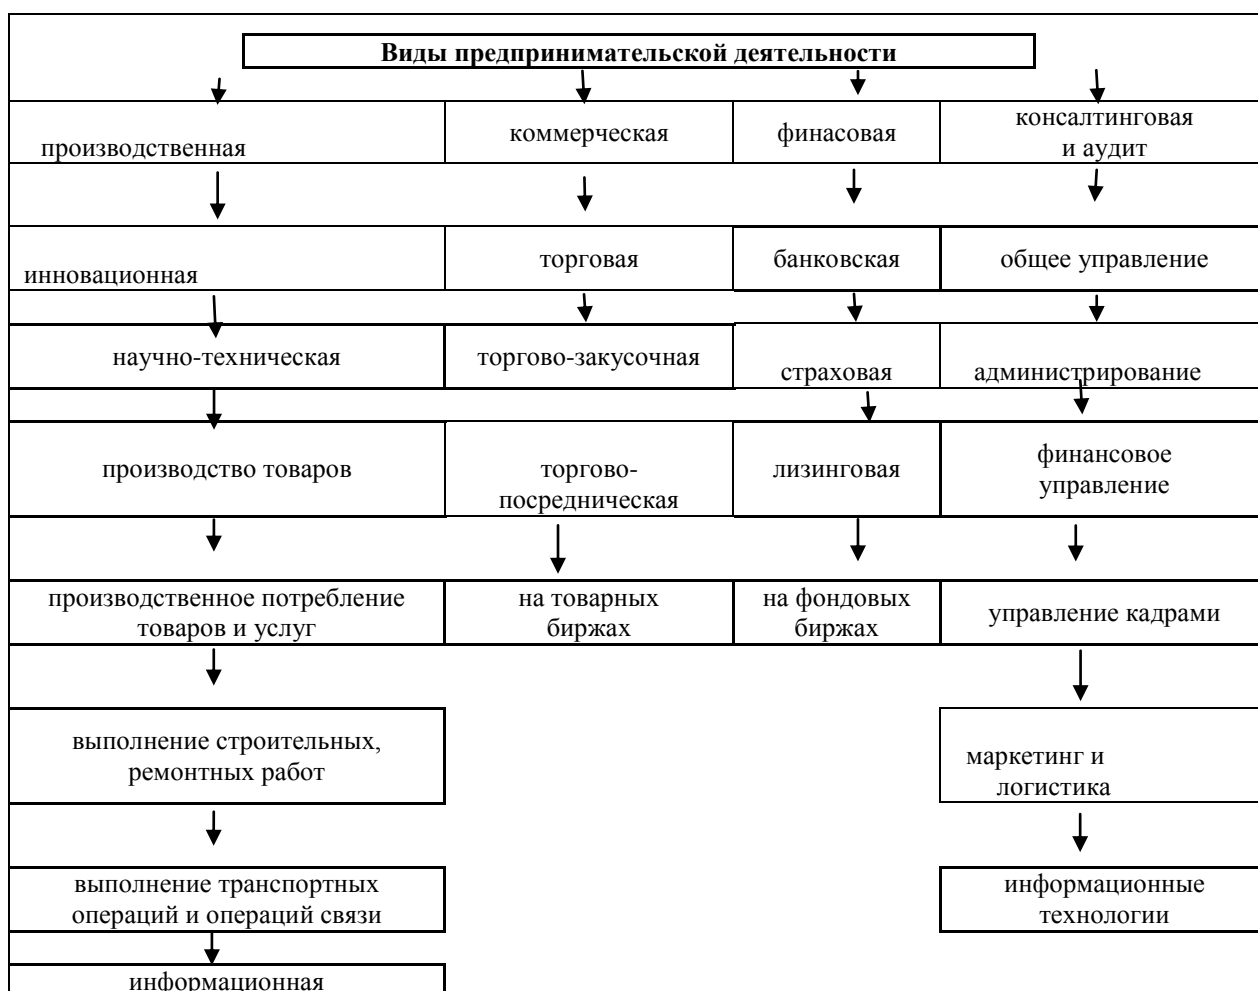 Виды предпринимательской деятельности
производственная
коммерческая
финасовая
консалтинговая
и аудит
инновационная
торговая
банковская
общее управление
научно-техническая
торгово-закусочная
страховая
администрирование
производство товаров
торгово-
посредническая
лизинговая
финансовое
управление
производственное потребление
товаров и услуг
на товарных
биржах
на фондовых
биржах
управление кадрами
выполнение строительных,
ремонтных работ
маркетинг и
логистика
выполнение транспортных
операций и операций связи
информационные
технологии
информационная